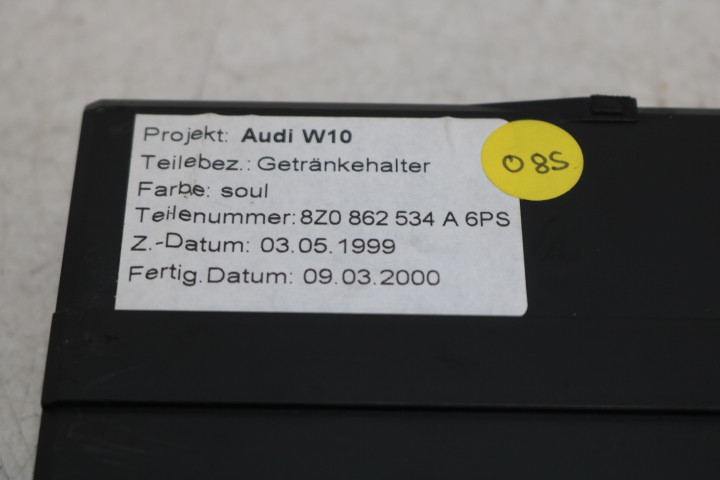 Projekt: Audi W10
Teilebez.: Getränkehalter
Farbe: soul
Teilenummer: 8Z0 862 534 A 6PS
Z.-Datum: 03.05.1999
Fertig.Datum: 09.03.2000
08S